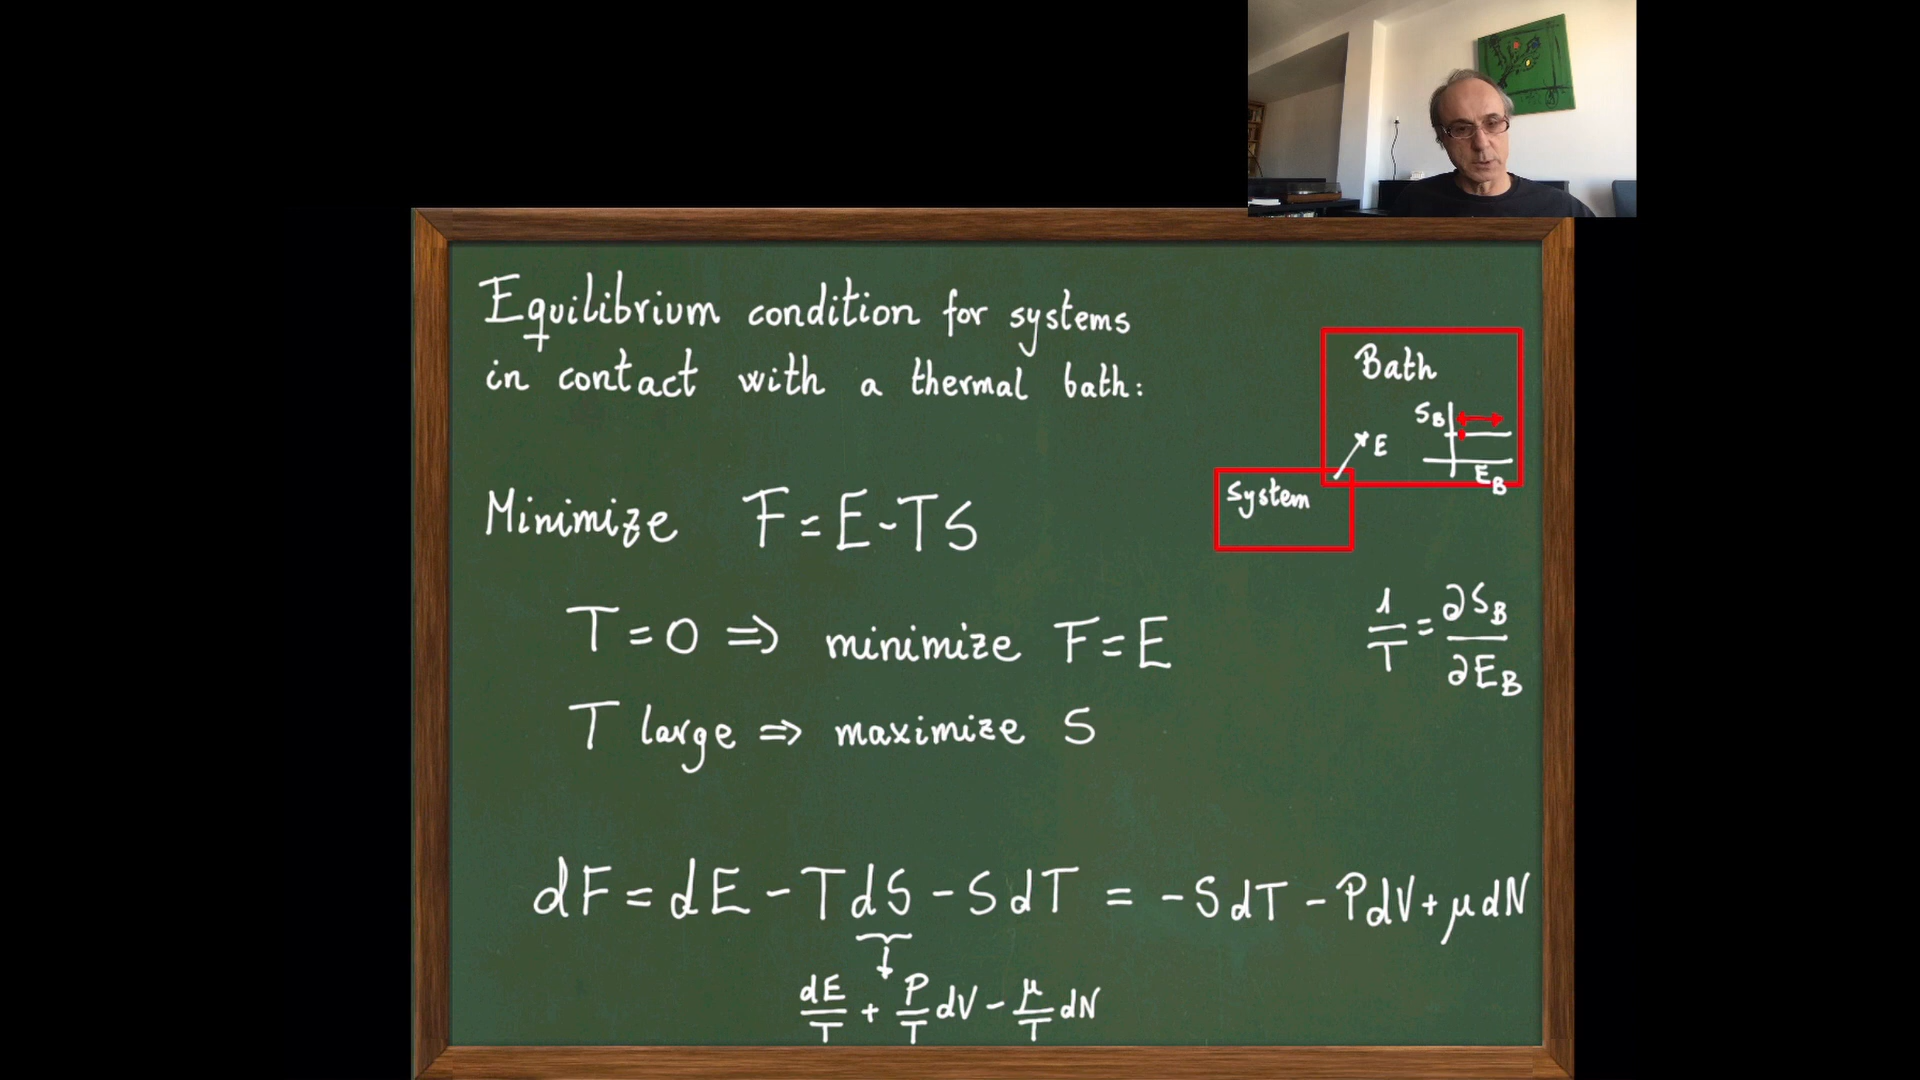 Equilibrium condition for systems
in contact with a thermal bath:
Bath
S_B
E
E_B
System
Minimize F = E - TS
T = 0 ⇒ minimize F = E
1/T = ∂S_B/∂E_B
T large ⇒ maximize S
dF = dE - TdS - SdT = -SdT - PdV + μdN
dE/T + P/T dV - μ/T dN